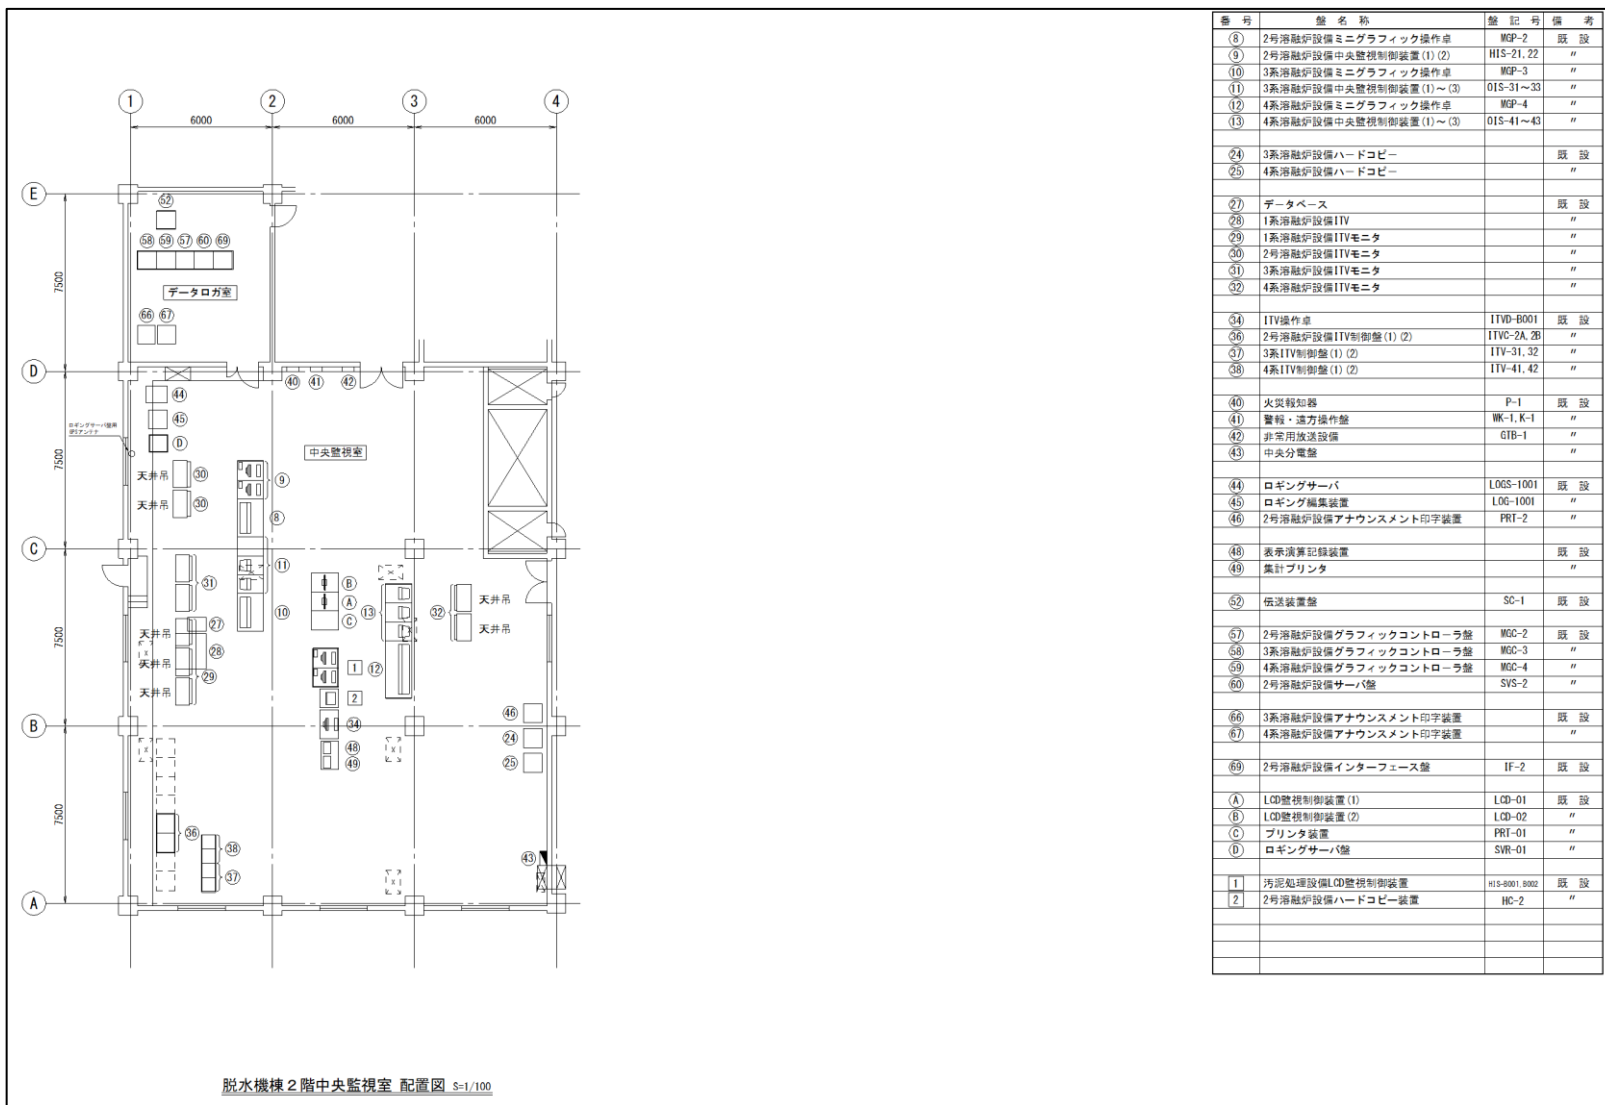 番 号 盤 名 称 盤 記 号 備 考
⑧ 2号溶融炉設備ミニグラフィック操作卓 MGP-2 既 設
⑨ 2号溶融炉設備中央監視制御装置(1)(2) HIS-21,22 〃
⑩ 3系溶融炉設備ミニグラフィック操作卓 MGP-3 〃
⑪ 3系溶融炉設備中央監視制御装置(1)～(3) OIS-31～33 〃
⑫ 4系溶融炉設備ミニグラフィック操作卓 MGP-4 〃
⑬ 4系溶融炉設備中央監視制御装置(1)～(3) OIS-41～43 〃
㉔ 3系溶融炉設備ハードコピー 既 設
㉕ 4系溶融炉設備ハードコピー 〃
㉗ データベース 既 設
㉘ 1系溶融炉設備ITV 〃
㉙ 1系溶融炉設備ITVモニタ 〃
㉚ 2号溶融炉設備ITVモニタ 〃
㉛ 3系溶融炉設備ITVモニタ 〃
㉜ 4系溶融炉設備ITVモニタ 〃
㉞ ITV操作卓 ITVD-B001 既 設
㊱ 2号溶融炉設備ITV制御盤(1)(2) ITVC-2A,2B 〃
㊲ 3系ITV制御盤(1)(2) ITV-31,32 〃
㊳ 4系ITV制御盤(1)(2) ITV-41,42 〃
㊵ 火災報知器 P-1 既 設
㊶ 警報・遠方操作盤 WK-1,K-1 〃
㊷ 非常用放送設備 GTB-1 〃
㊸ 中央分電盤 〃
㊹ ロギングサーバ LOGS-1001 既 設
㊺ ロギング編集装置 LOG-1001 〃
㊻ 2号溶融炉設備アナウンスメント印字装置 PRT-2 〃
㊽ 表示演算記録装置 既 設
㊾ 集計プリンタ 〃
52 伝送装置盤 SC-1 既 設
57 2号溶融炉設備グラフィックコントローラ盤 MGC-2 既 設
58 3系溶融炉設備グラフィックコントローラ盤 MGC-3 〃
59 4系溶融炉設備グラフィックコントローラ盤 MGC-4 〃
60 2号溶融炉設備サーバ盤 SVS-2 〃
66 3系溶融炉設備アナウンスメント印字装置 既 設
67 4系溶融炉設備アナウンスメント印字装置 〃
69 2号溶融炉設備インターフェース盤 IF-2 既 設
Ⓐ LCD監視制御装置(1) LCD-01 既 設
Ⓑ LCD監視制御装置(2) LCD-02 〃
Ⓒ プリンタ装置 PRT-01 〃
Ⓓ ロギングサーバ盤 SVR-01 〃
1 汚泥処理設備LCD監視制御装置 HIS-B001,B002 既 設
2 2号溶融炉設備ハードコピー装置 HC-2 〃
1 2 3 4
6000 6000 6000
E
52
58 59 57 60 69
7500
データロガ室
66 67
D
㊵ ㊶ ㊷
㊹
㊺
ロギングサーバ盤用
GPSアンテナ
Ⓓ
7500
中央監視室
天井吊 ㉚ ⑨
天井吊 ㉚
⑧
C
㉛ ⑪
Ⓑ
Ⓐ
Ⓒ
⑩ ⑬ ㉜
天井吊
天井吊
7500
㉗
天井吊
㉘
天井吊
㉙
天井吊
1 ⑫
2
B
㉞
㊻
㉔
㉕
㊽
㊾
7500
㊱
㊳
㊲
㊸
A
脱水機棟２階中央監視室 配置図 S=1/100